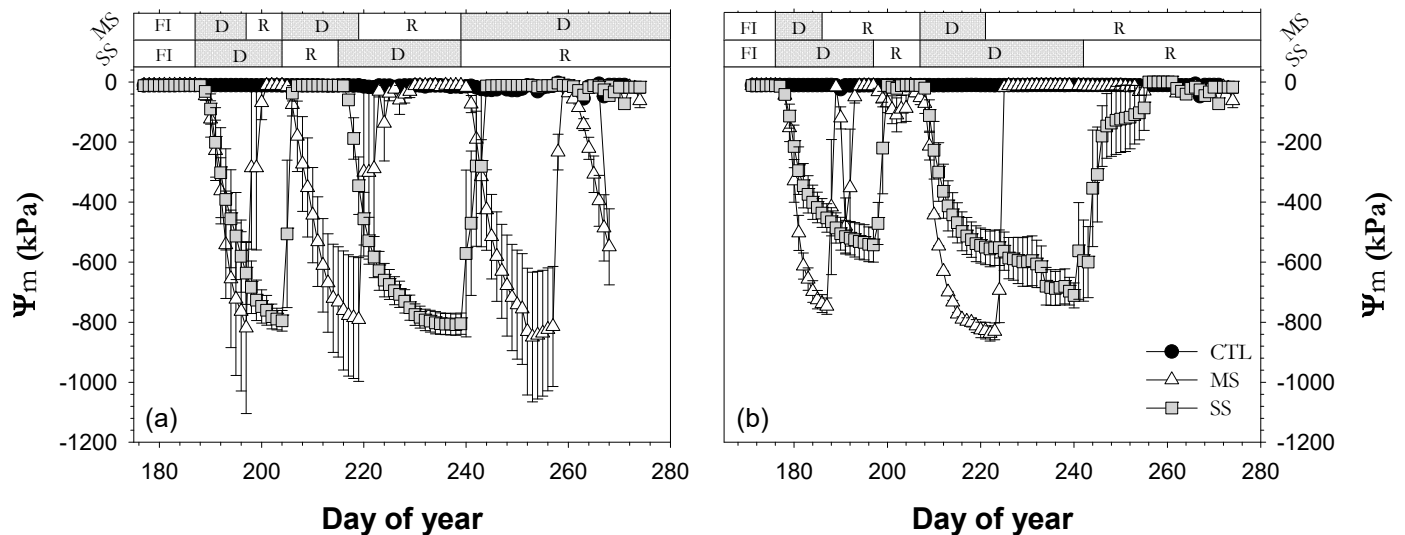 MS FI D R D R D
SS FI D R D R
0
-200
-400
-600
-800
-1000
-1200
Ψm (kPa)
(a)
180 200 220 240 260 280
Day of year
FI D R D R MS
FI D R D R SS
0
-200
-400
-600
-800
-1000
-1200
Ψm (kPa)
CTL
MS
SS
(b)
180 200 220 240 260 280
Day of year